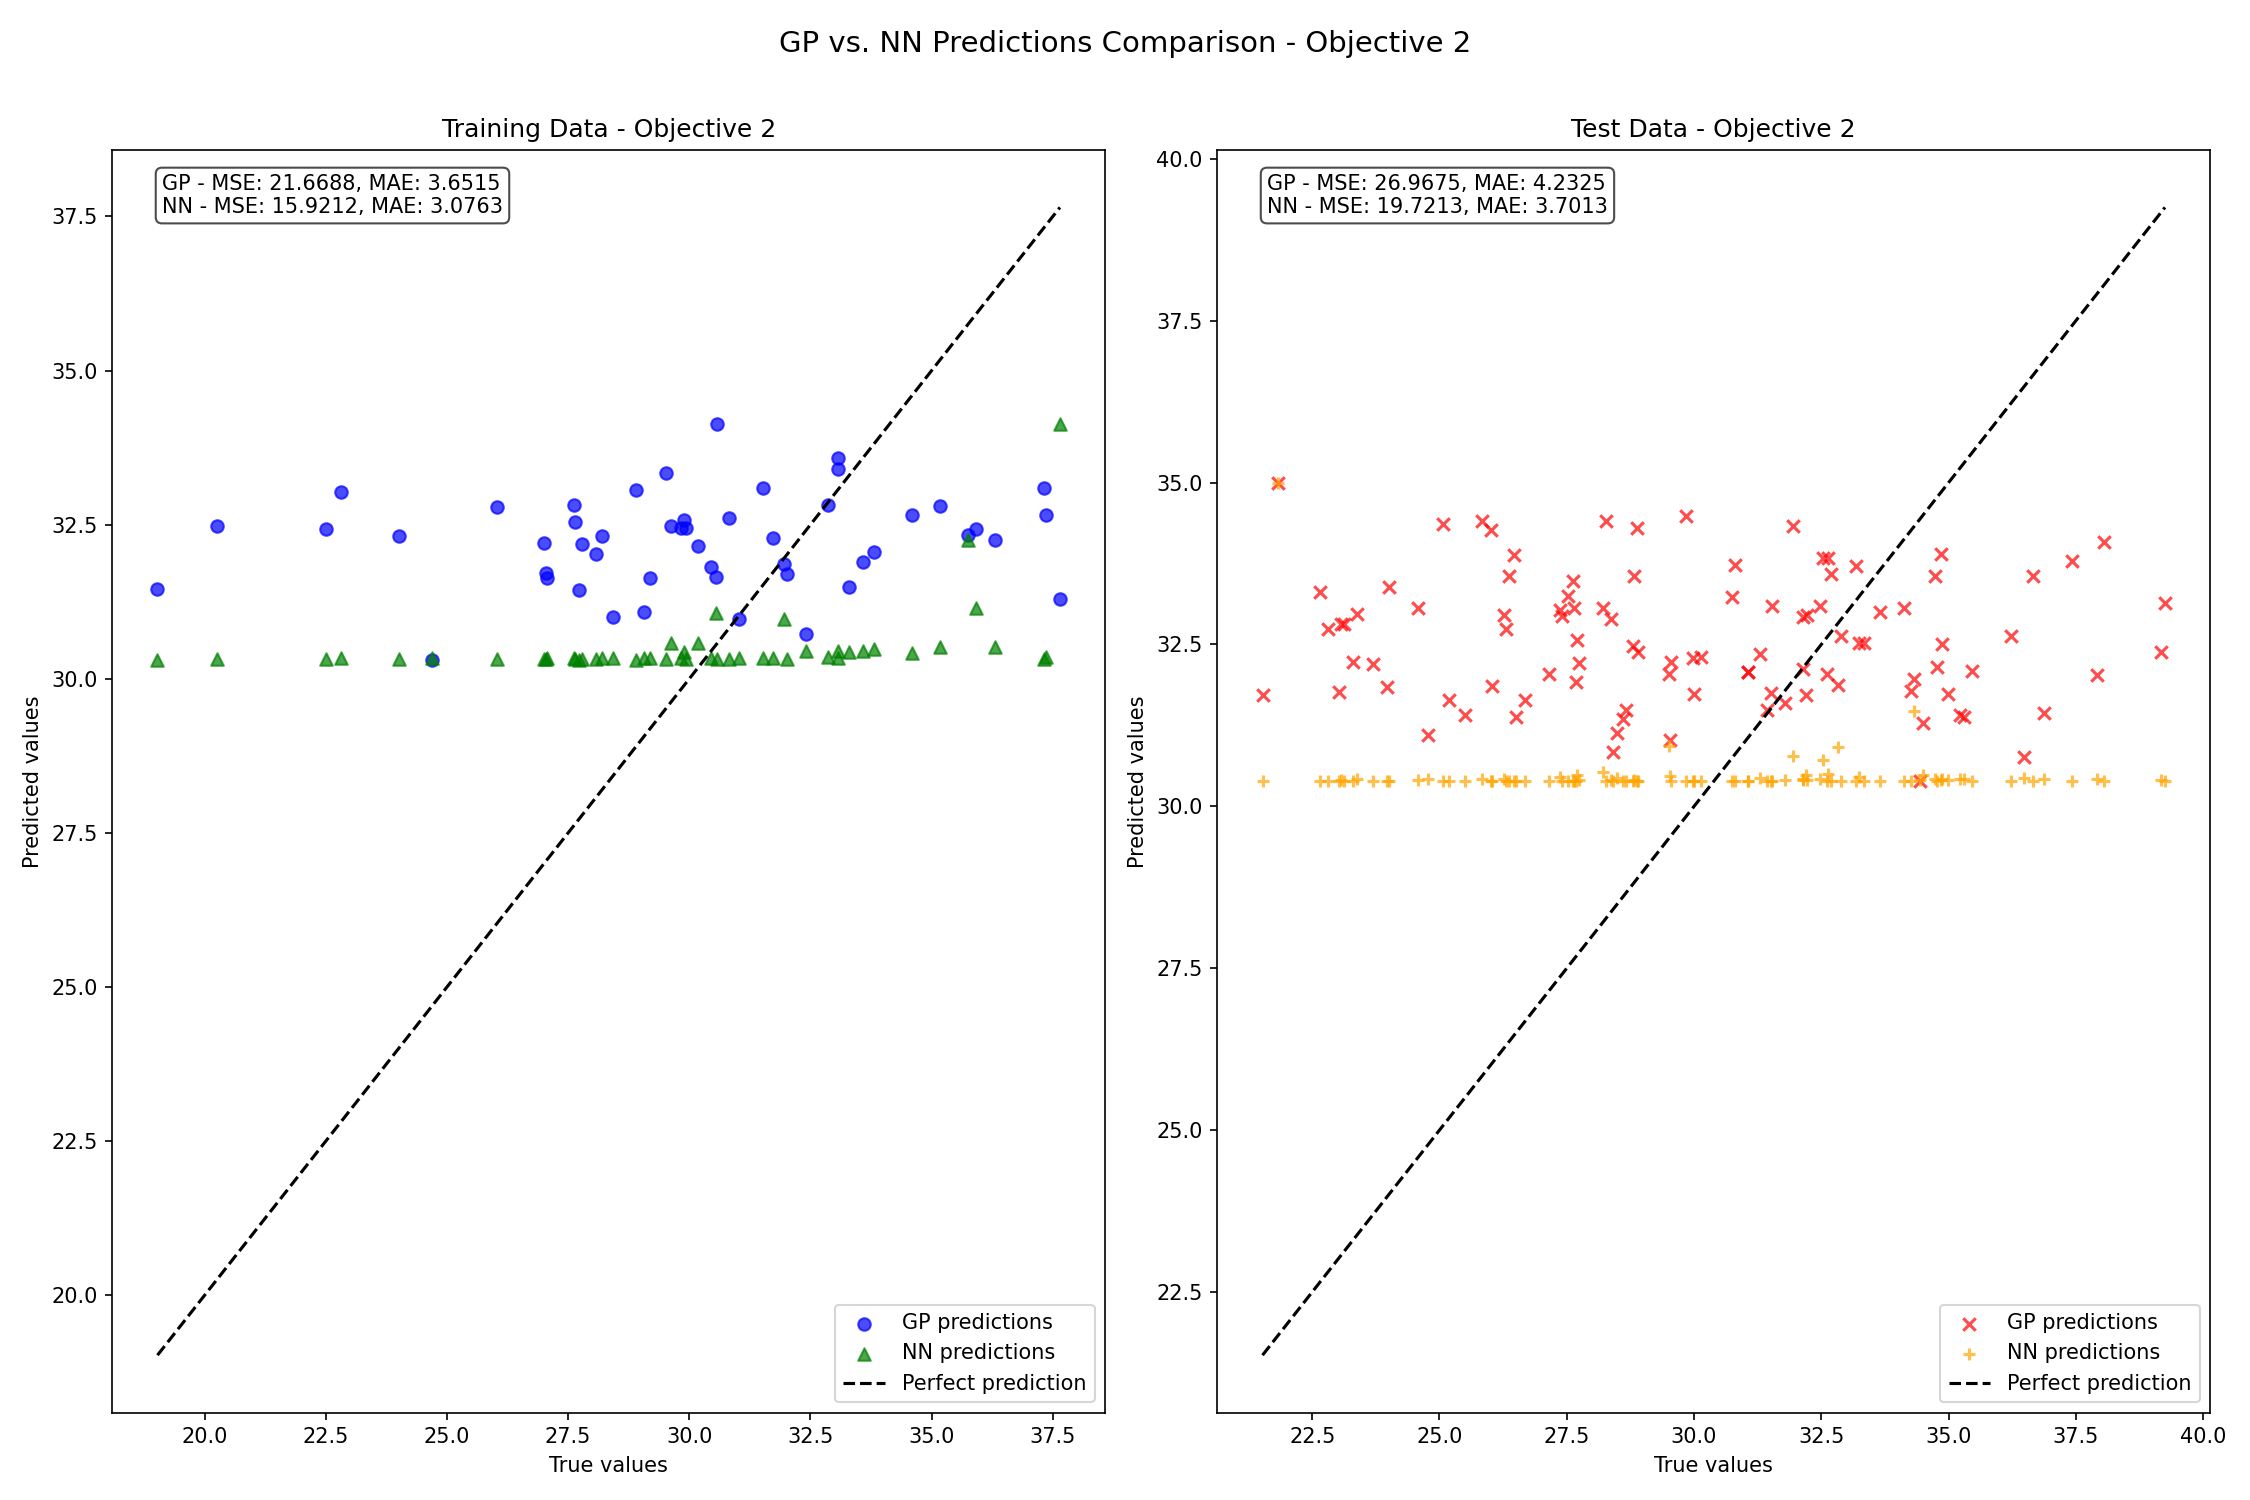 GP vs. NN Predictions Comparison - Objective 2
Training Data - Objective 2
GP - MSE: 21.6688, MAE: 3.6515
NN - MSE: 15.9212, MAE: 3.0763
37.5
35.0
32.5
30.0
27.5
25.0
22.5
20.0
Predicted values
GP predictions
NN predictions
Perfect prediction
20.0 22.5 25.0 27.5 30.0 32.5 35.0 37.5
True values
Test Data - Objective 2
GP - MSE: 26.9675, MAE: 4.2325
NN - MSE: 19.7213, MAE: 3.7013
40.0
37.5
35.0
32.5
30.0
27.5
25.0
22.5
Predicted values
GP predictions
NN predictions
Perfect prediction
22.5 25.0 27.5 30.0 32.5 35.0 37.5 40.0
True values